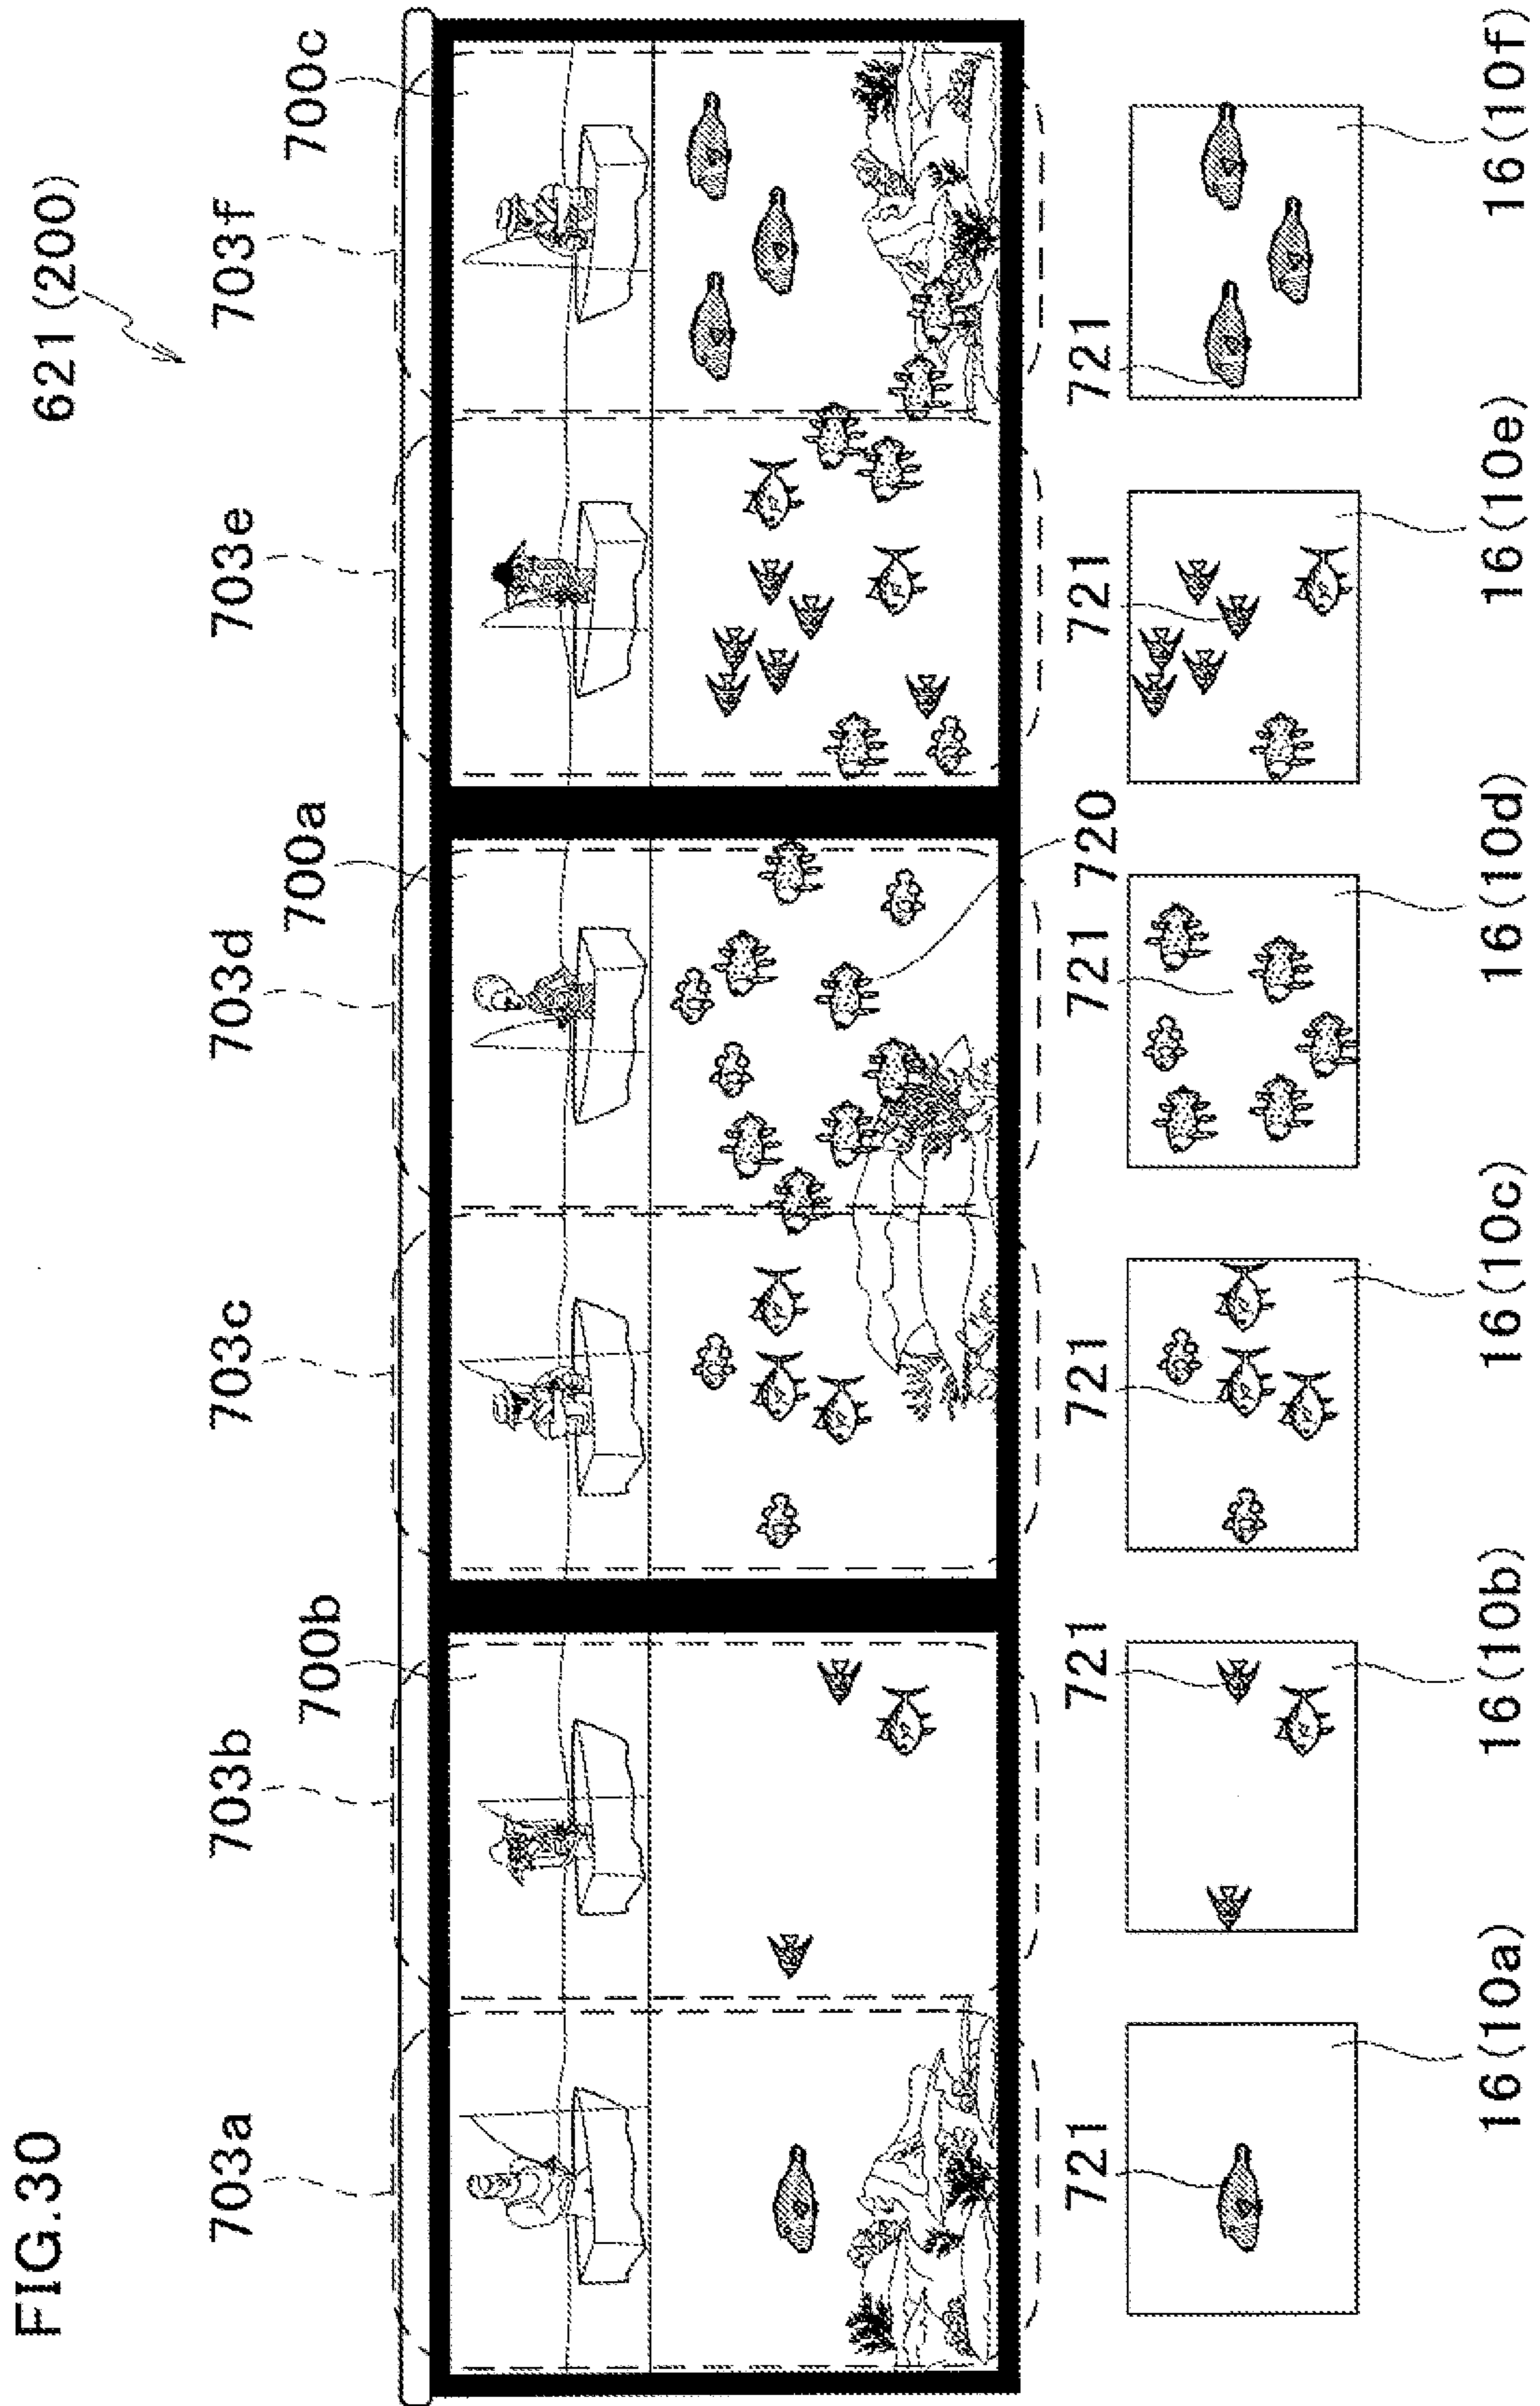 FIG.30
621(200)
703a 703b 703c 703d 703e 703f
700b 700a 700c
720
721 721 721 721 721 721
16(10a) 16(10b) 16(10c) 16(10d) 16(10e) 16(10f)